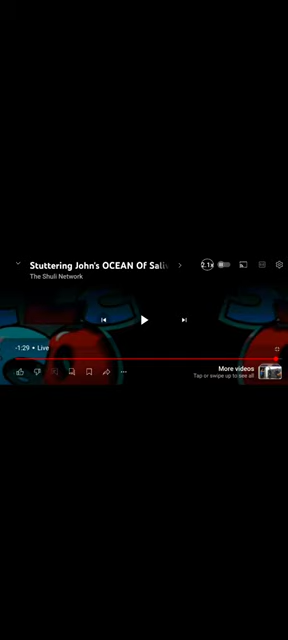 Stuttering John's OCEAN Of Saliv
2.1x
The Shuli Network
-1:29 • Live
More videos
Tap or swipe up to see all